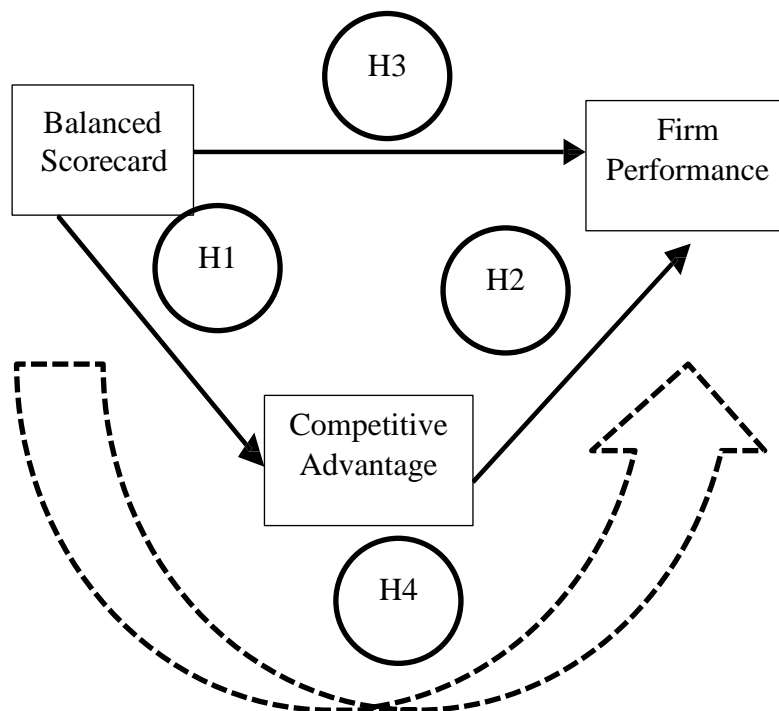 H3
Balanced
Scorecard
Firm
Performance
H1
H2
Competitive
Advantage
H4